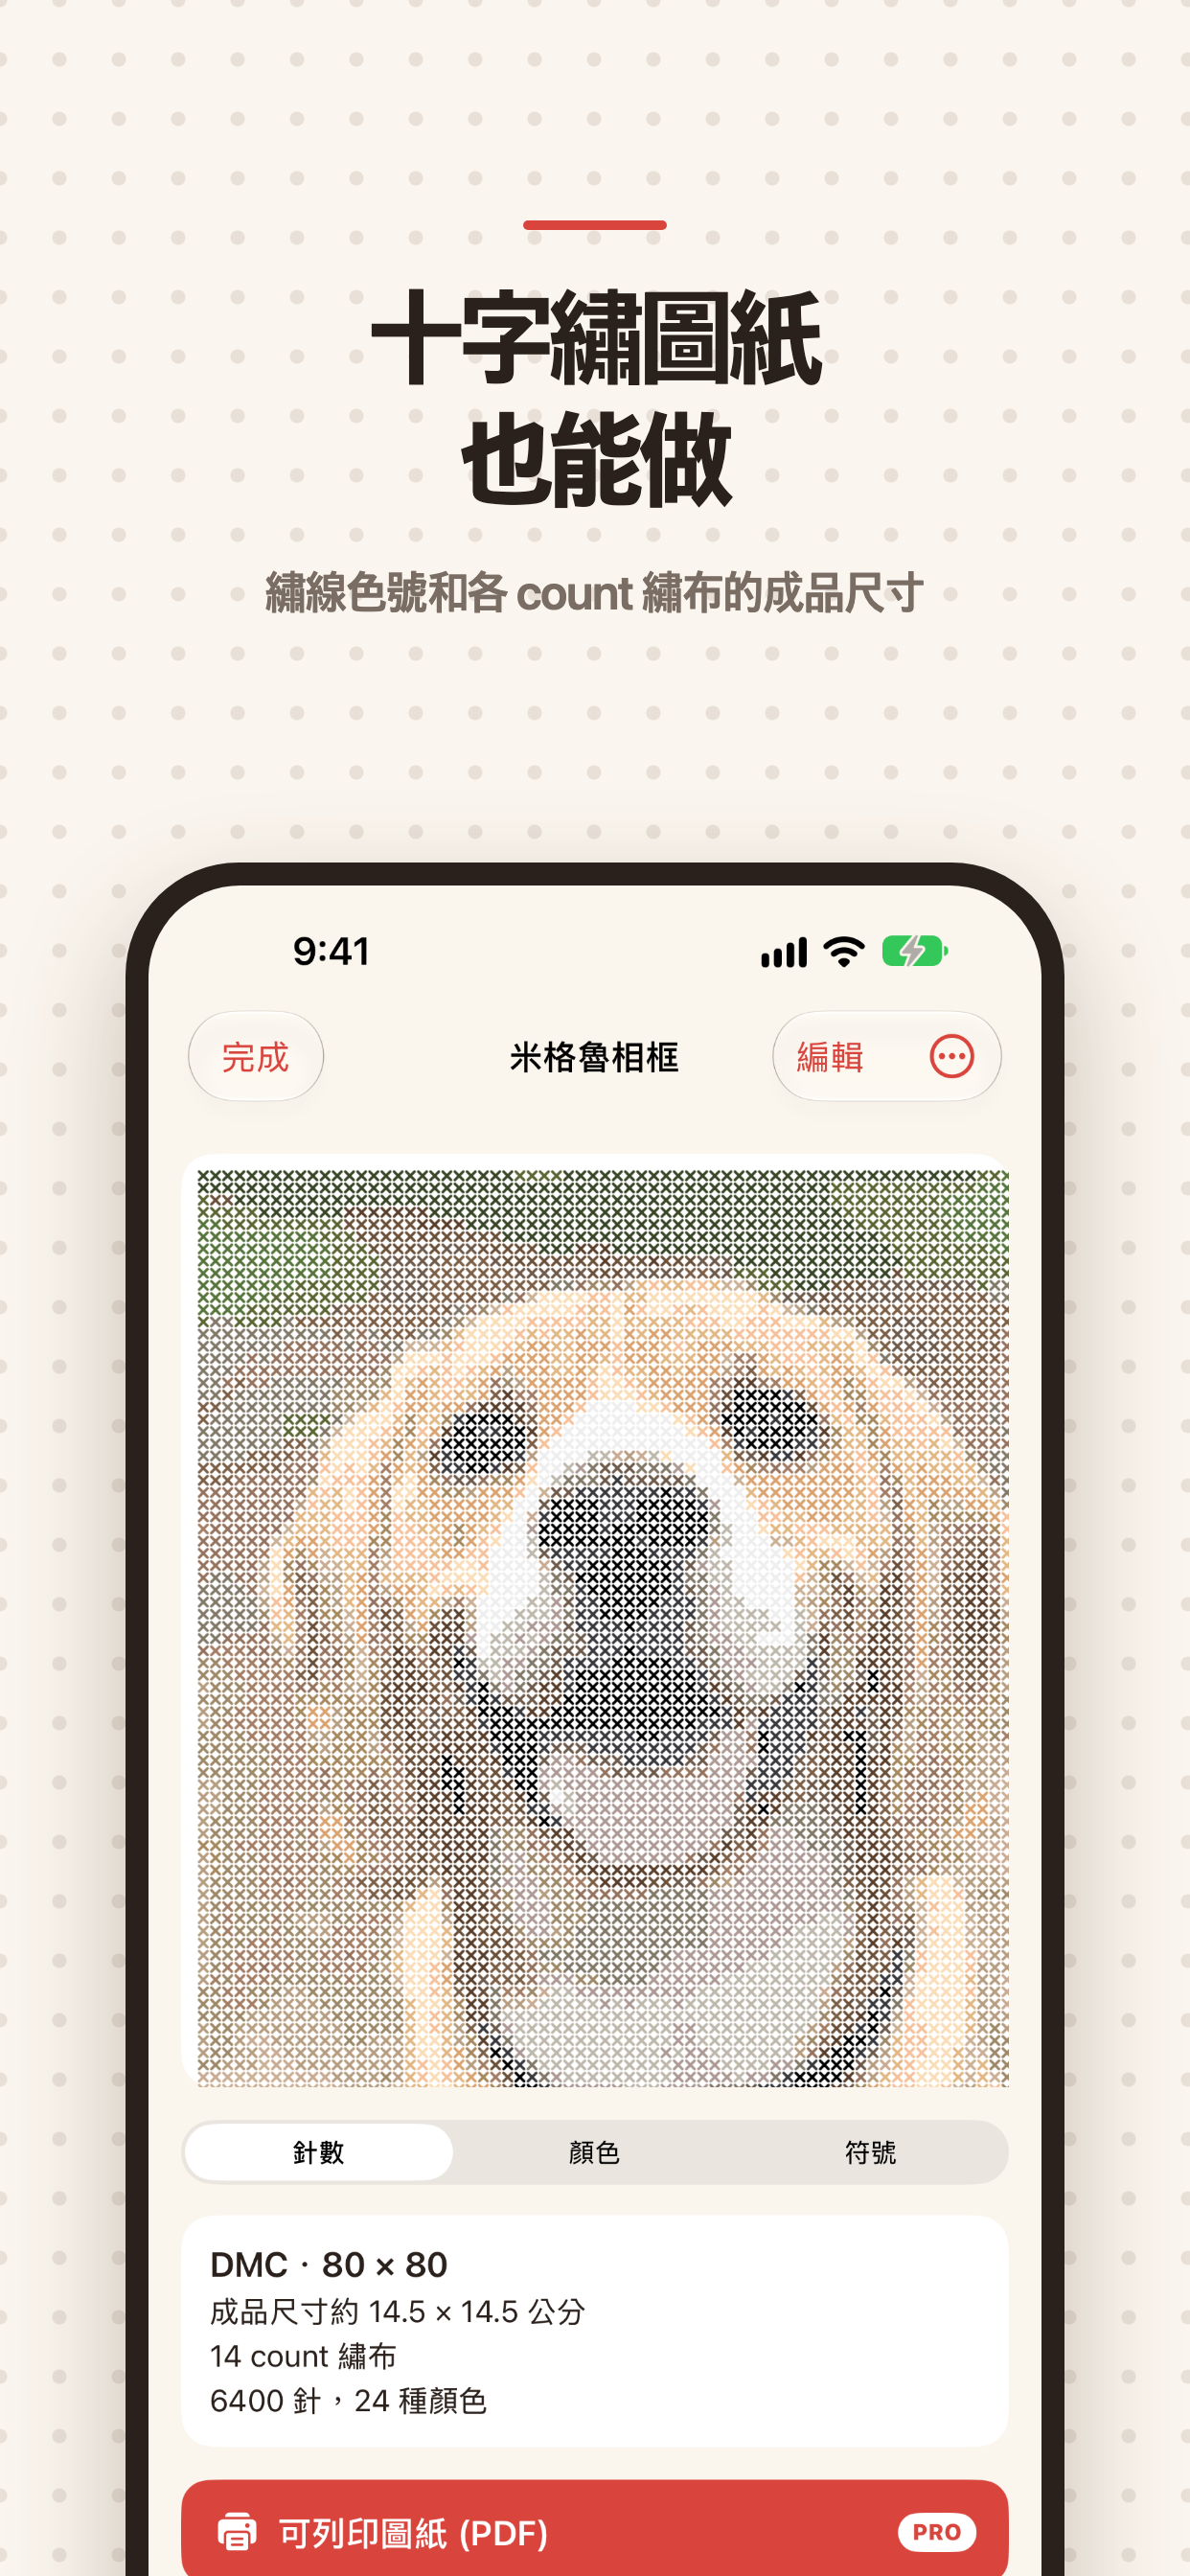 十字繡圖紙
也能做
繡線色號和各 count 繡布的成品尺寸
9:41
完成
米格魯相框
編輯
針數
顏色
符號
DMC · 80 × 80
成品尺寸約 14.5 × 14.5 公分
14 count 繡布
6400 針，24 種顏色
可列印圖紙 (PDF)
PRO